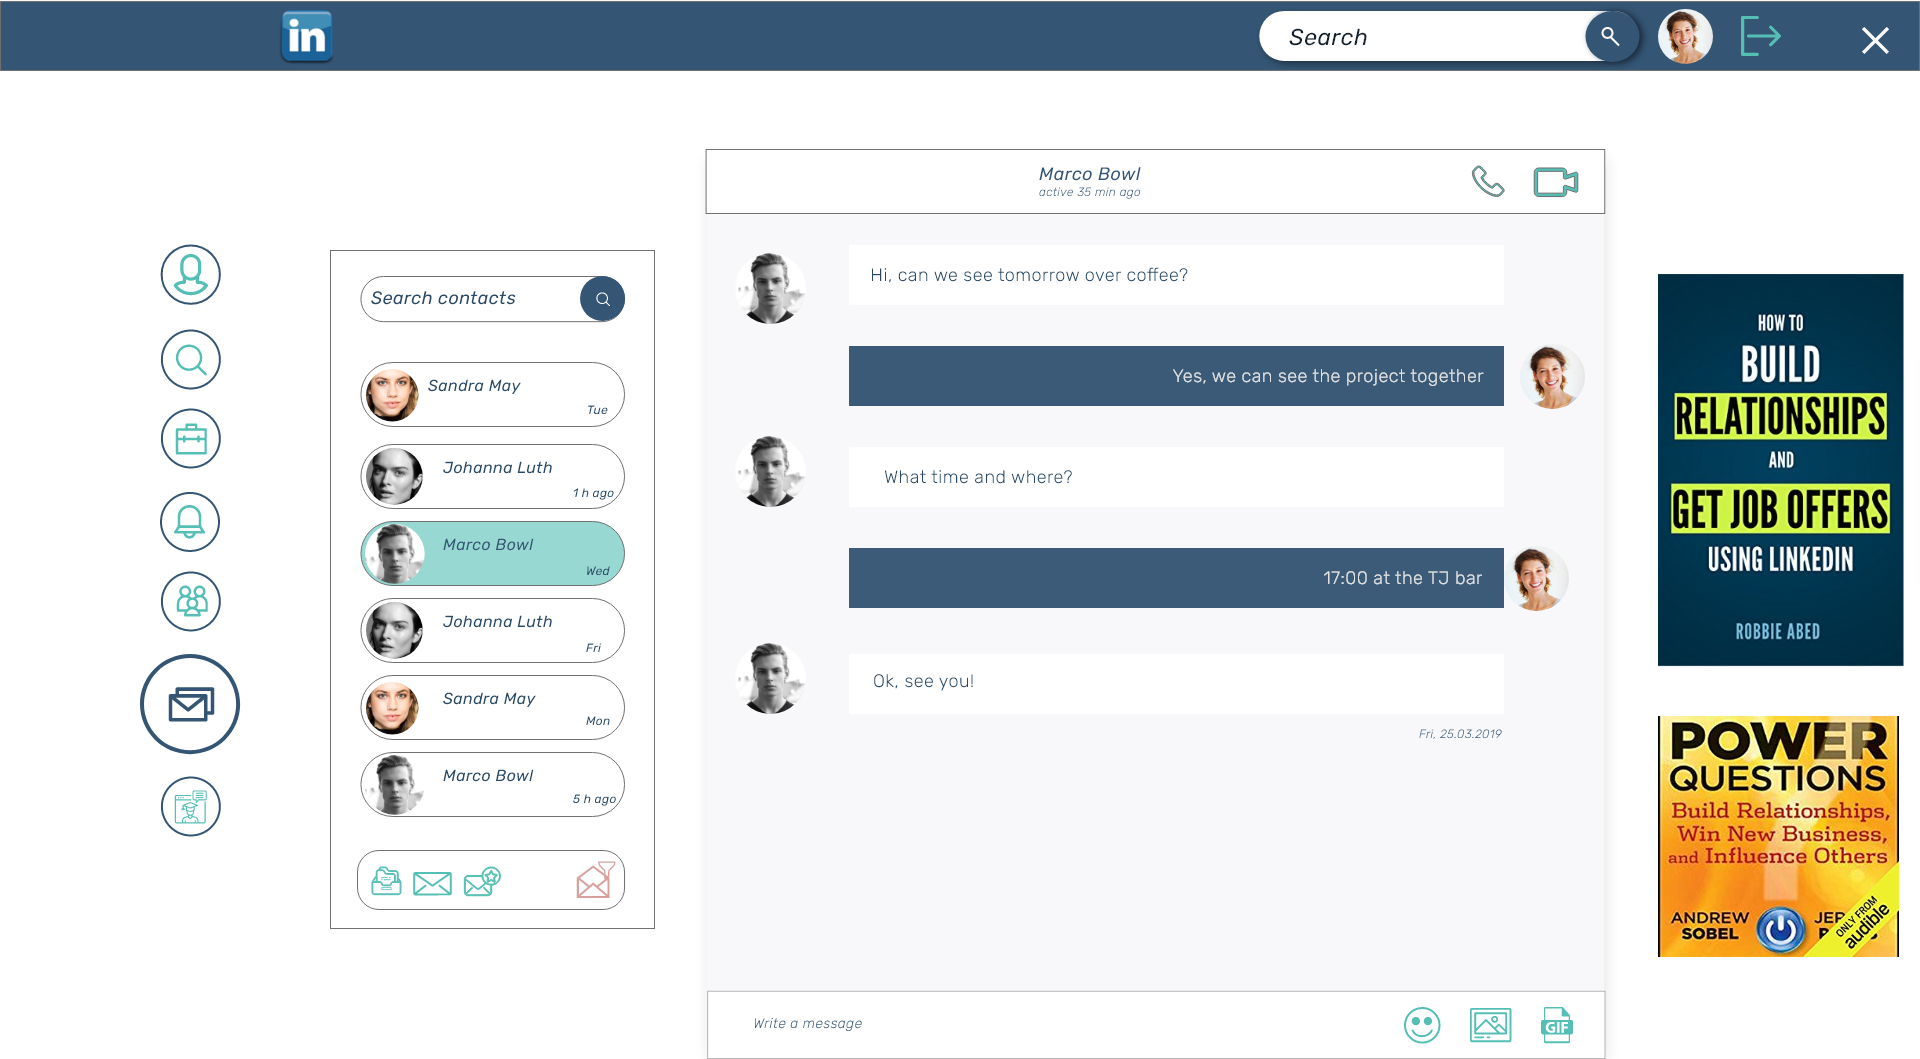 in
Search
Search contacts
Sandra May
Tue
Johanna Luth
1 h ago
Marco Bowl
Wed
Johanna Luth
Fri
Sandra May
Mon
Marco Bowl
5 h ago
Marco Bowl
active 35 min ago
Hi, can we see tomorrow over coffee?
Yes, we can see the project together
What time and where?
17:00 at the TJ bar
Ok, see you!
Fri, 25.03.2019
Write a message
GIF
HOW TO
BUILD
RELATIONSHIPS
AND
GET JOB OFFERS
USING LINKEDIN
ROBBIE ABED
POWER
QUESTIONS
Build Relationships,
Win New Business,
and Influence Others
ANDREW
SOBEL
ONLY FROM
audible